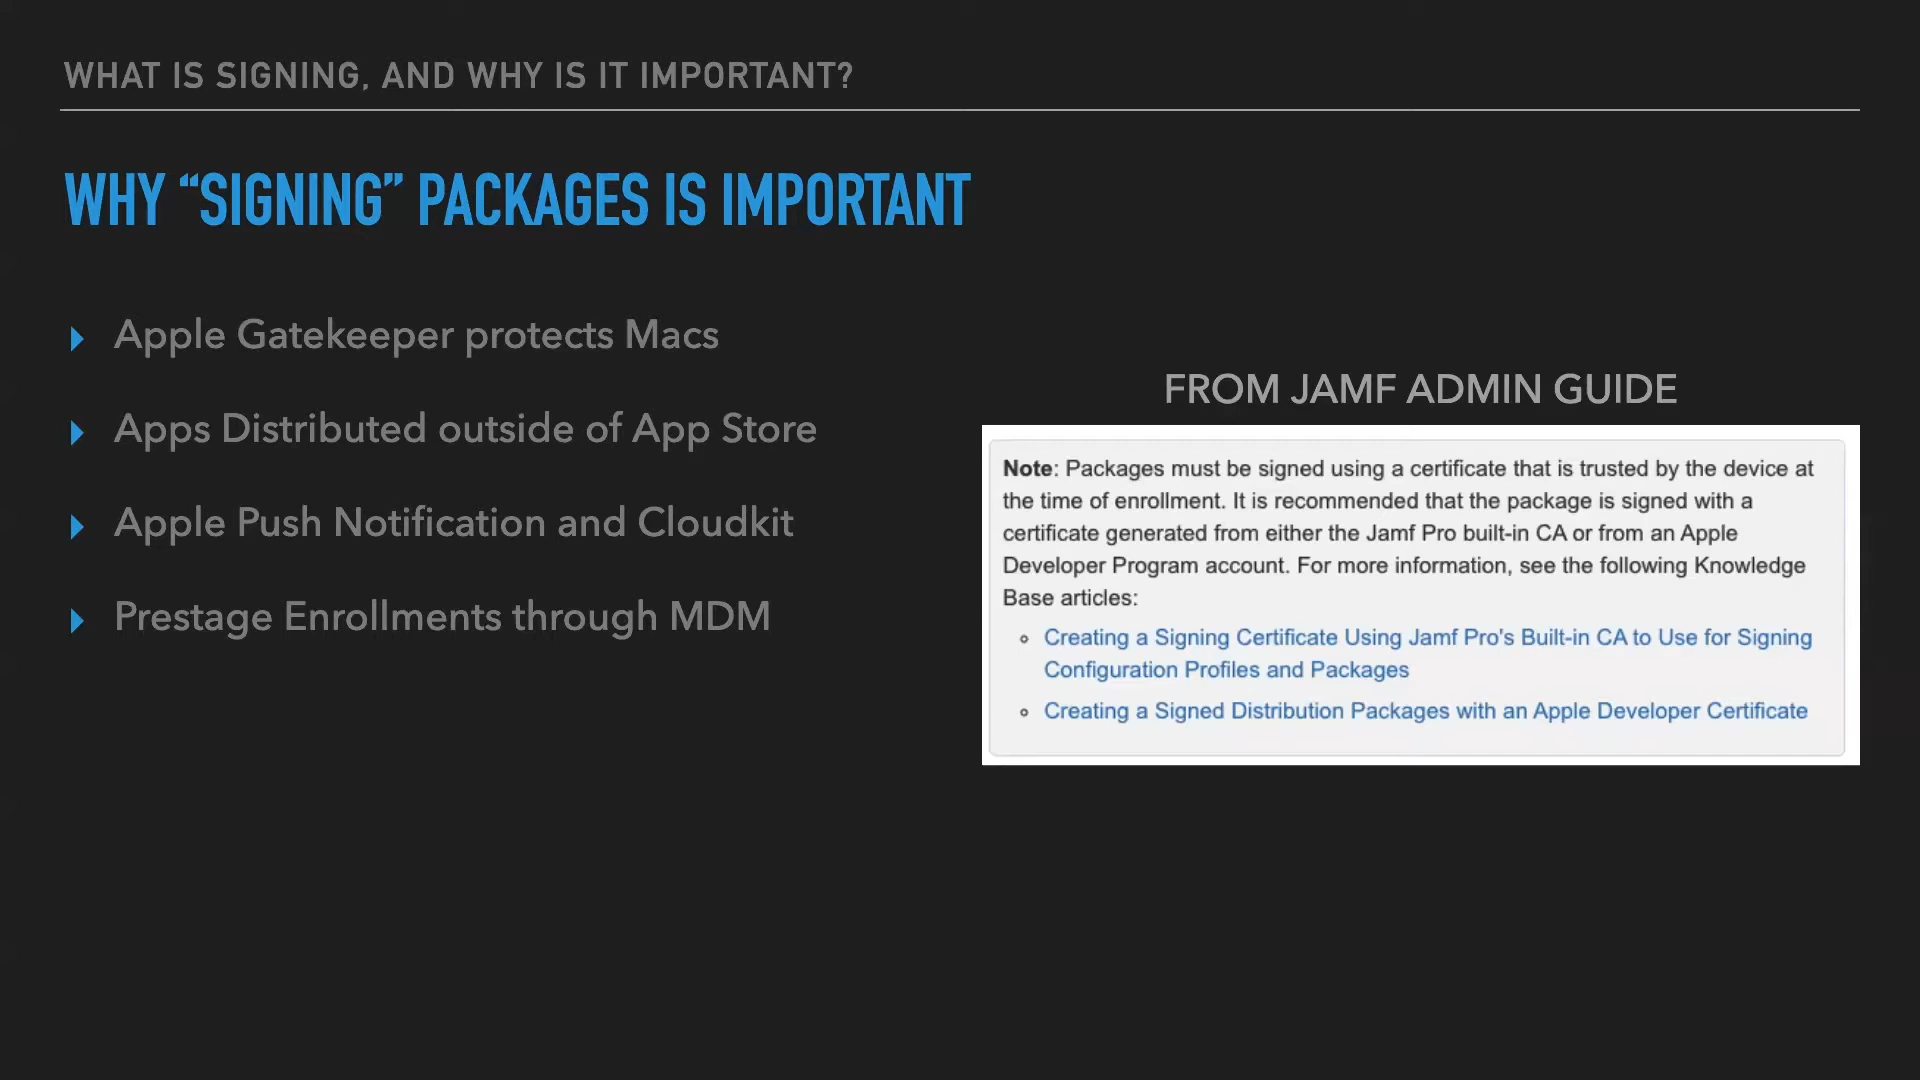 WHAT IS SIGNING, AND WHY IS IT IMPORTANT?
WHY “SIGNING” PACKAGES IS IMPORTANT
Apple Gatekeeper protects Macs
Apps Distributed outside of App Store
Apple Push Notification and Cloudkit
Prestage Enrollments through MDM
FROM JAMF ADMIN GUIDE
Note: Packages must be signed using a certificate that is trusted by the device at
the time of enrollment. It is recommended that the package is signed with a
certificate generated from either the Jamf Pro built-in CA or from an Apple
Developer Program account. For more information, see the following Knowledge
Base articles:
Creating a Signing Certificate Using Jamf Pro's Built-in CA to Use for Signing
Configuration Profiles and Packages
Creating a Signed Distribution Packages with an Apple Developer Certificate